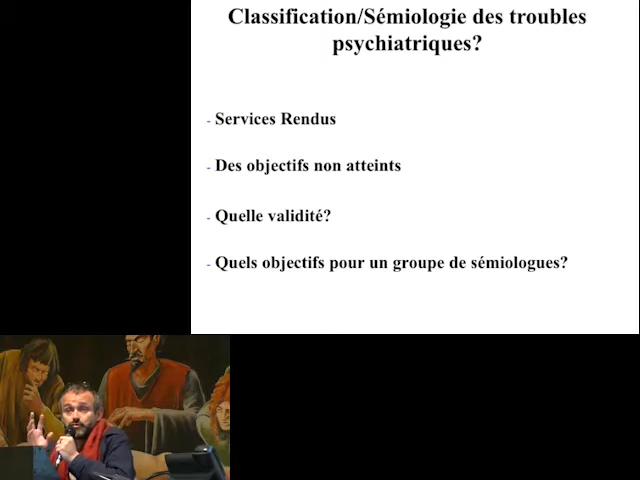 Classification/Sémiologie des troubles
psychiatriques?
- Services Rendus
- Des objectifs non atteints
- Quelle validité?
- Quels objectifs pour un groupe de sémiologues?